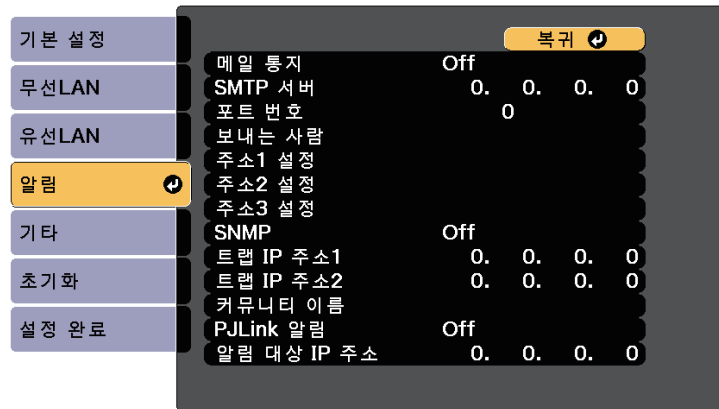 기본 설정
무선LAN
유선LAN
알림
기타
초기화
설정 완료
복귀
메일 통지 Off
SMTP 서버 0. 0. 0. 0
포트 번호 0
보내는 사람
주소1 설정
주소2 설정
주소3 설정
SNMP Off
트랩 IP 주소1 0. 0. 0. 0
트랩 IP 주소2 0. 0. 0. 0
커뮤니티 이름
PJLink 알림 Off
알림 대상 IP 주소 0. 0. 0. 0